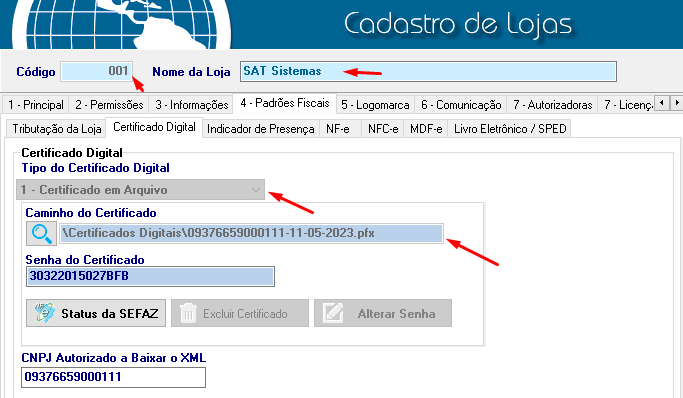 Cadastro de Lojas
Código 001 Nome da Loja SAT Sistemas
1 - Principal 2 - Permissões 3 - Informações 4 - Padrões Fiscais 5 - Logomarca 6 - Comunicação 7 - Autorizadoras 7 - Licenç
Tributação da Loja Certificado Digital Indicador de Presença NF-e NFC-e MDF-e Livro Eletrônico / SPED
Certificado Digital
Tipo do Certificado Digital
1 - Certificado em Arquivo
Caminho do Certificado
\Certificados Digitais\09376659000111-11-05-2023.pfx
Senha do Certificado
30322015027BFB
Status da SEFAZ Excluir Certificado Alterar Senha
CNPJ Autorizado a Baixar o XML
09376659000111